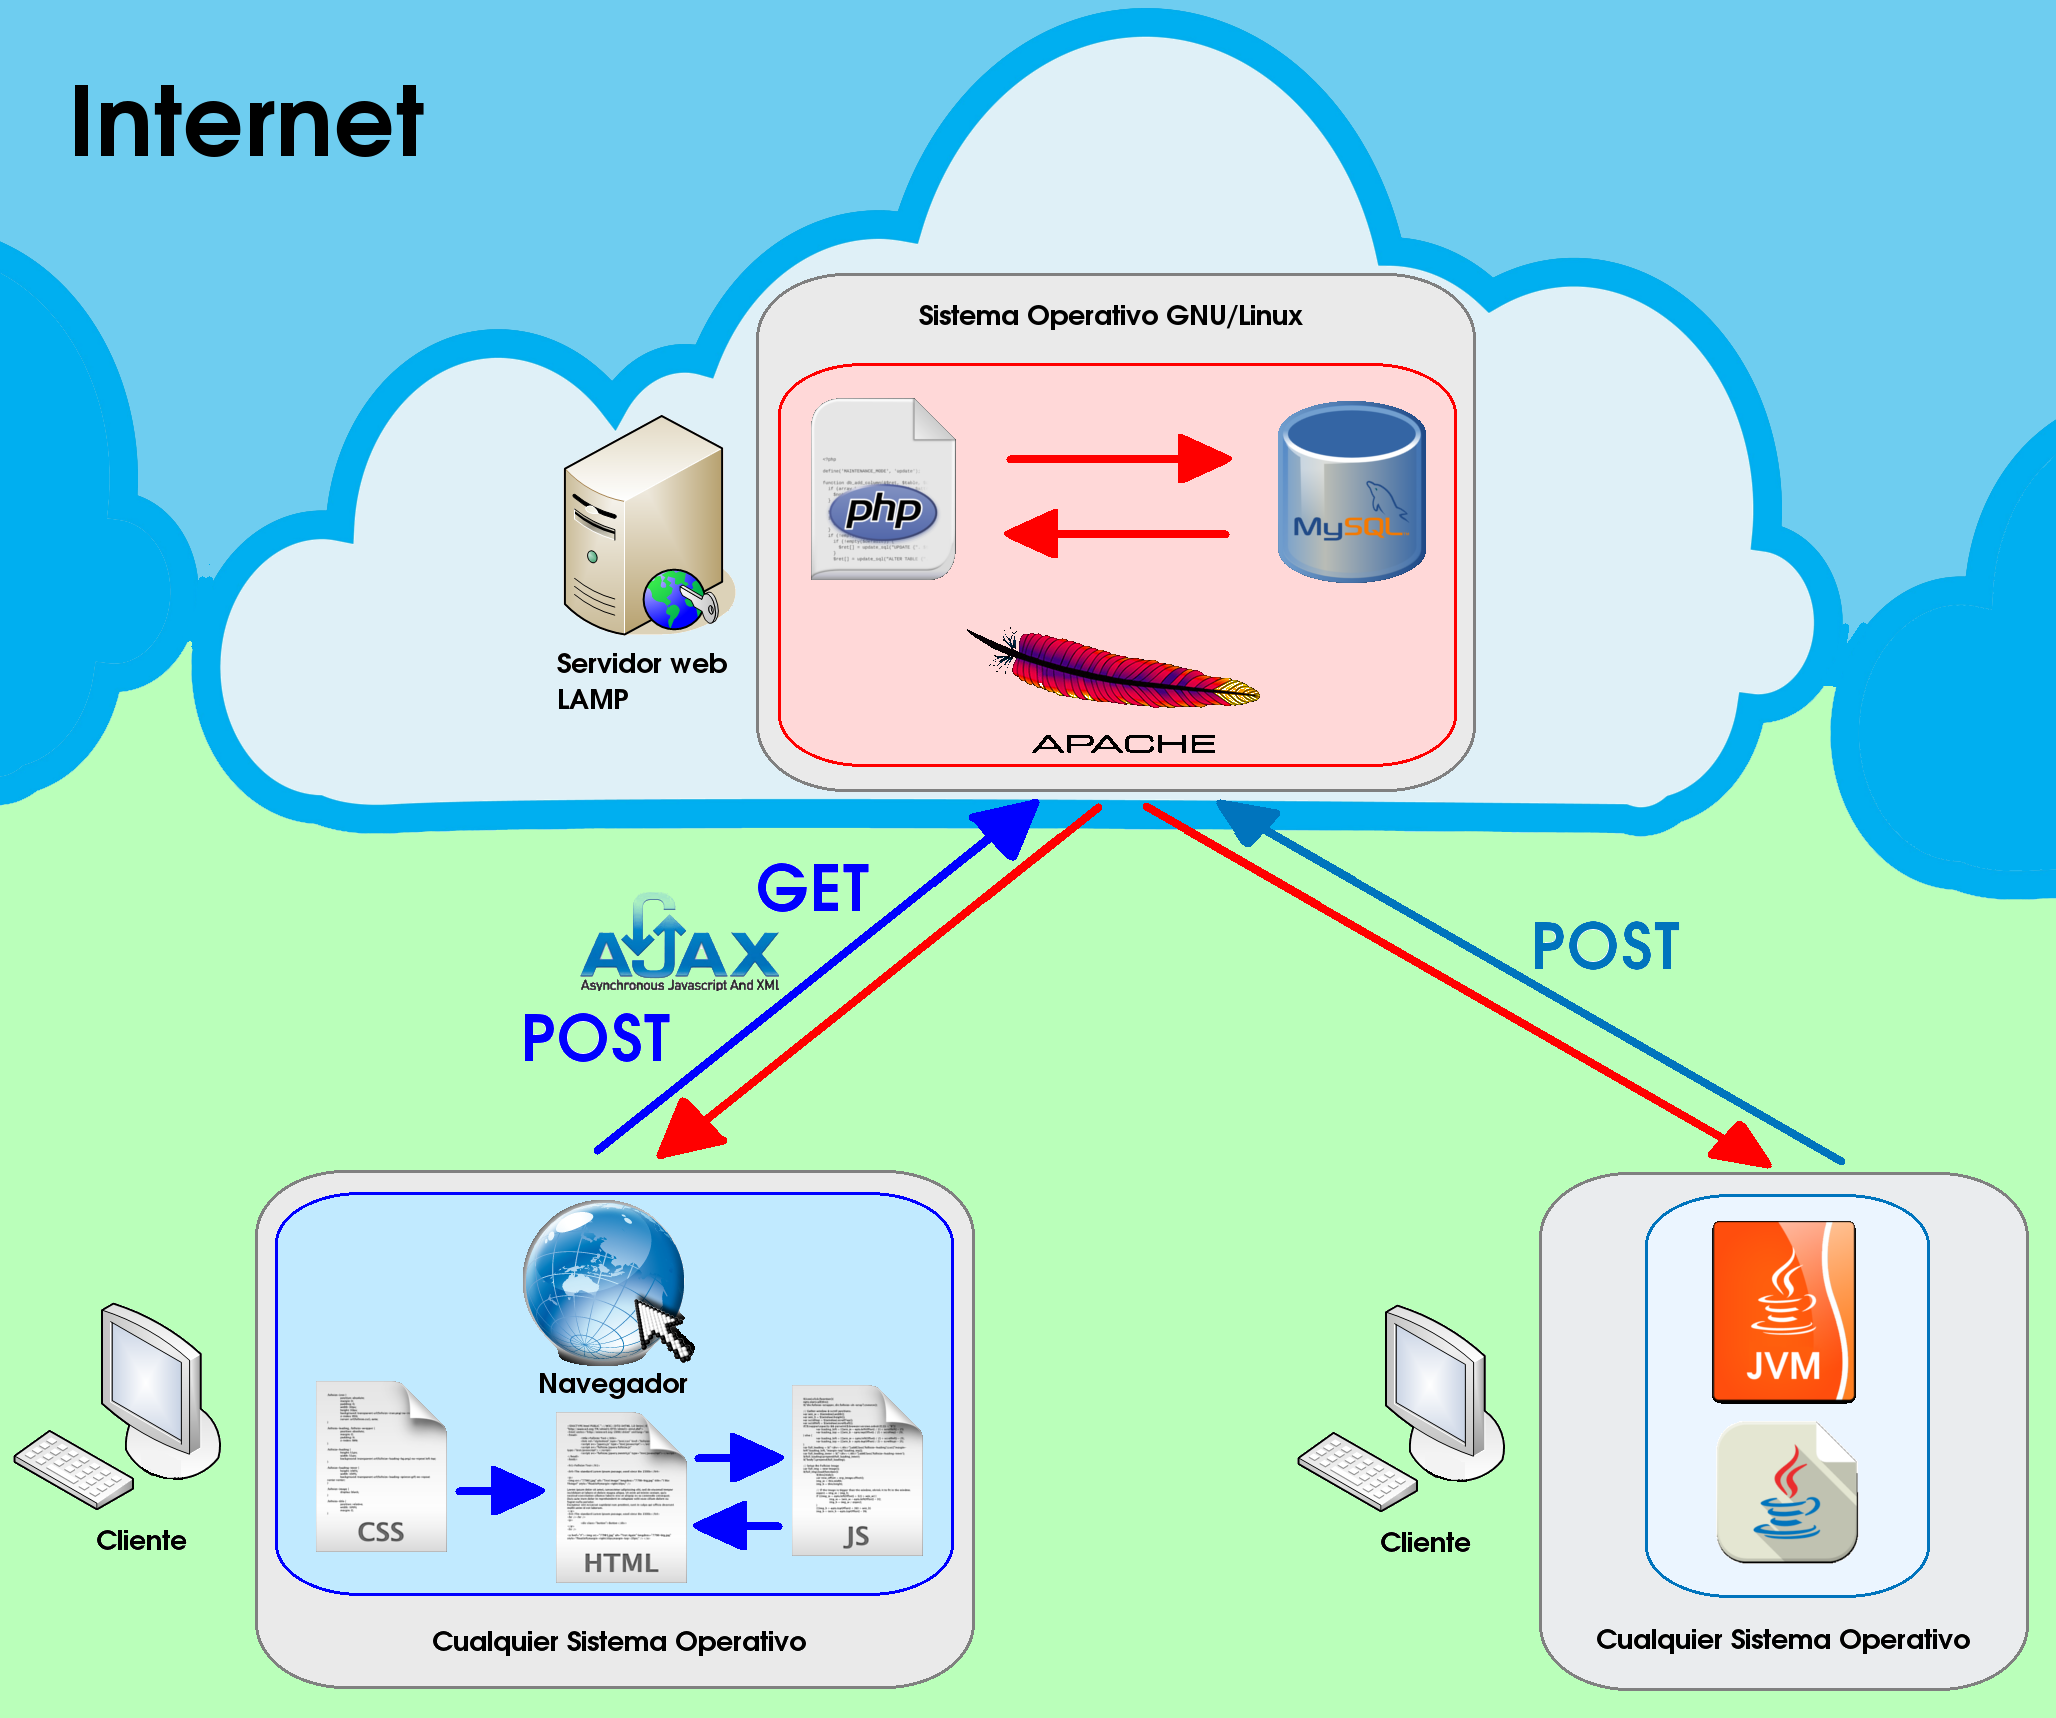 Internet
Sistema Operativo GNU/Linux
<?php
php
MySQL
Servidor web
LAMP
APACHE
GET
AJAX
Asynchronous Javascript And XML
POST
POST
Navegador
JVM
CSS
HTML
JS
Cliente
Cliente
Cualquier Sistema Operativo
Cualquier Sistema Operativo